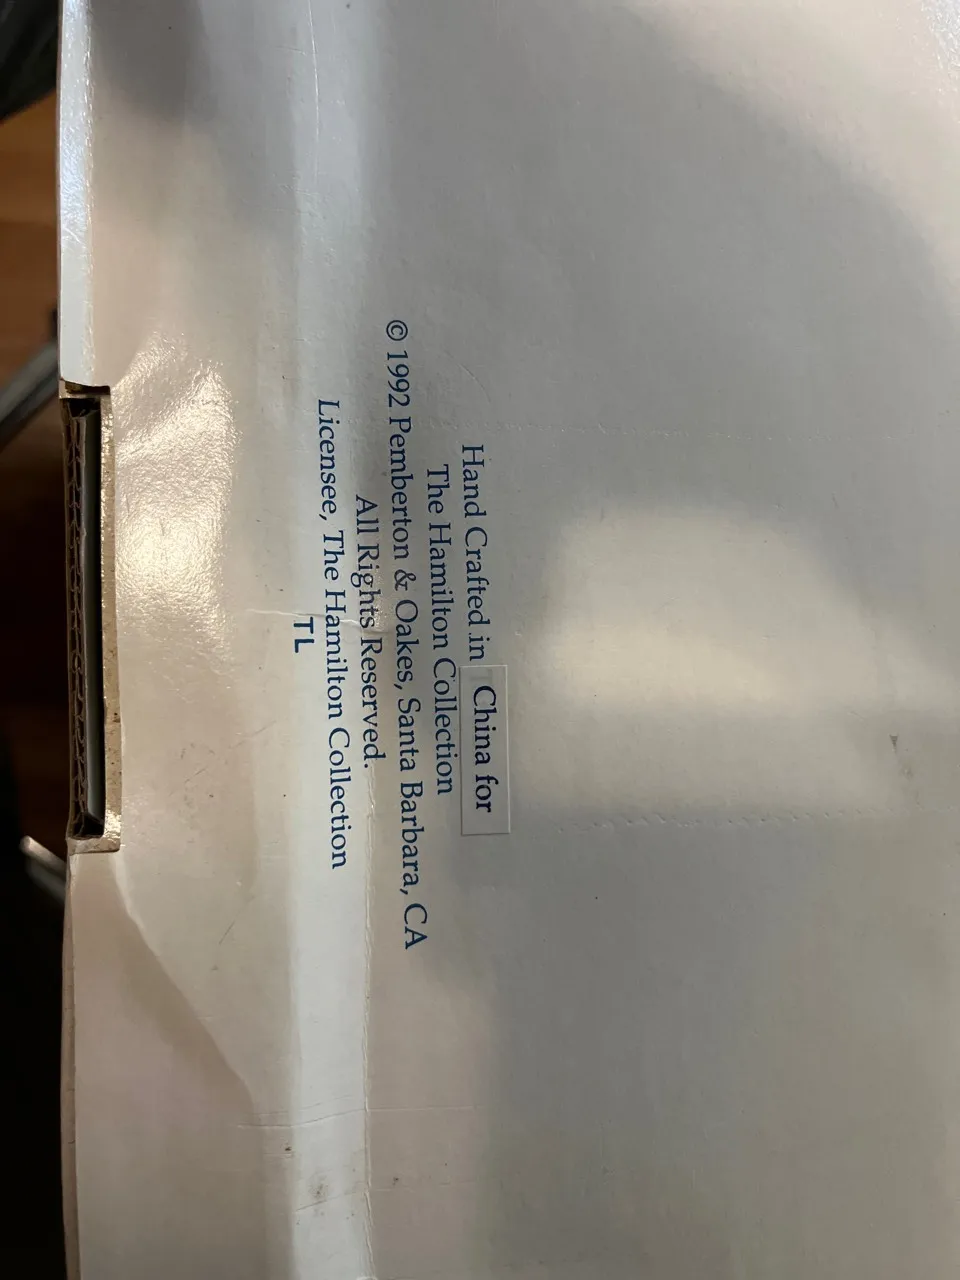 Hand Crafted in China for
The Hamilton Collection
© 1992 Pemberton & Oakes, Santa Barbara, CA
All Rights Reserved.
Licensee, The Hamilton Collection
TL